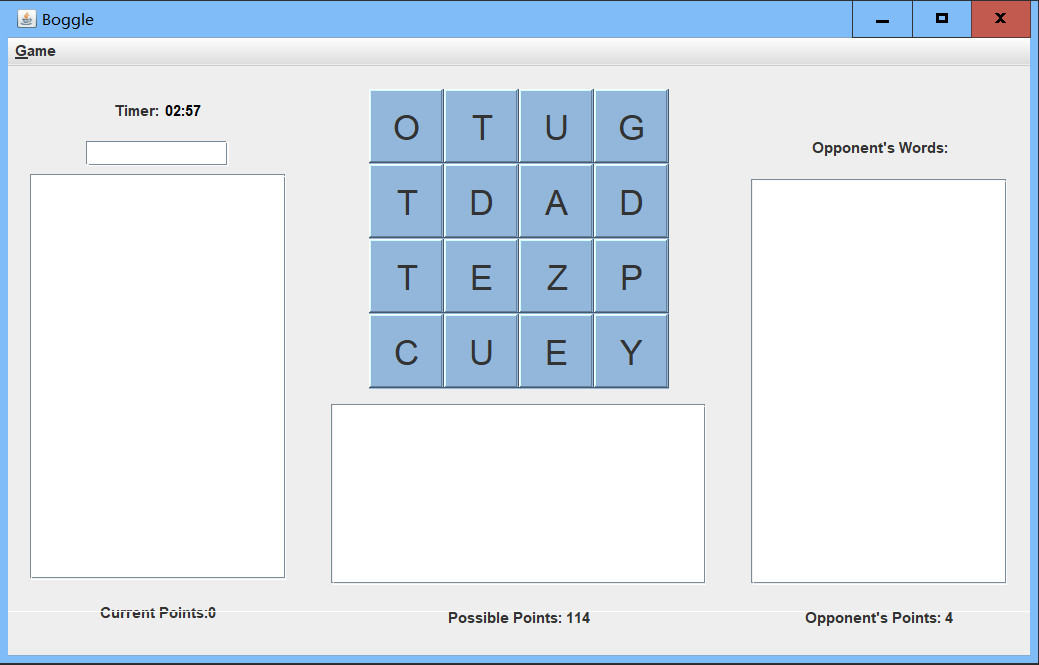 Boggle
Game
Timer: 02:57
Opponent's Words:
O T U G
T D A D
T E Z P
C U E Y
Current Points:0
Possible Points: 114
Opponent's Points: 4